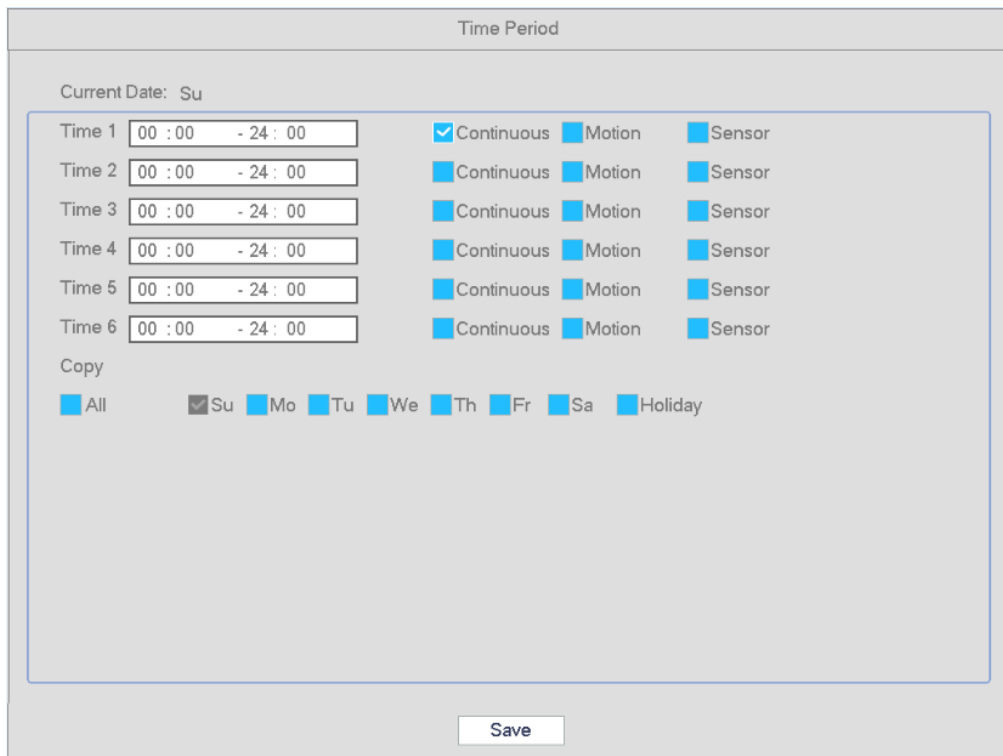 Time Period
Current Date: Su
Time 1 00 :00 - 24 : 00 Continuous Motion Sensor
Time 2 00 :00 - 24 : 00 Continuous Motion Sensor
Time 3 00 :00 - 24 : 00 Continuous Motion Sensor
Time 4 00 :00 - 24 : 00 Continuous Motion Sensor
Time 5 00 :00 - 24 : 00 Continuous Motion Sensor
Time 6 00 :00 - 24 : 00 Continuous Motion Sensor
Copy
All Su Mo Tu We Th Fr Sa Holiday
Save